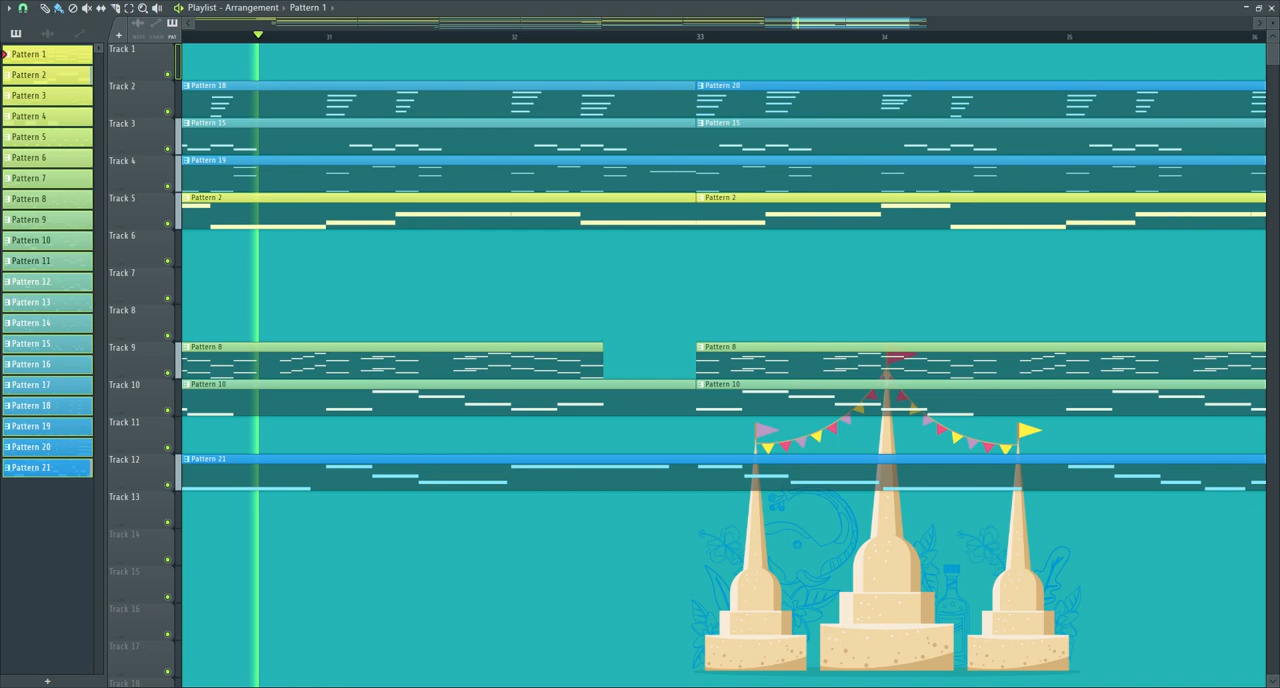 Playlist - Arrangement › Pattern 1 ›
31 32 33 34 35 36
Pattern 1
Pattern 2
Pattern 3
Pattern 4
Pattern 5
Pattern 6
Pattern 7
Pattern 8
Pattern 9
Pattern 10
Pattern 11
Pattern 12
Pattern 13
Pattern 14
Pattern 15
Pattern 16
Pattern 17
Pattern 18
Pattern 19
Pattern 20
Pattern 21
+
+
PAT
Track 1
Track 2
Pattern 18 Pattern 20
Track 3
Pattern 15 Pattern 15
Track 4
Pattern 19
Track 5
Pattern 2 Pattern 2
Track 6
Track 7
Track 8
Track 9
Pattern 8 Pattern 8
Track 10
Pattern 10 Pattern 10
Track 11
Track 12
Pattern 21
Track 13
Track 14
Track 15
Track 16
Track 17
Track 18